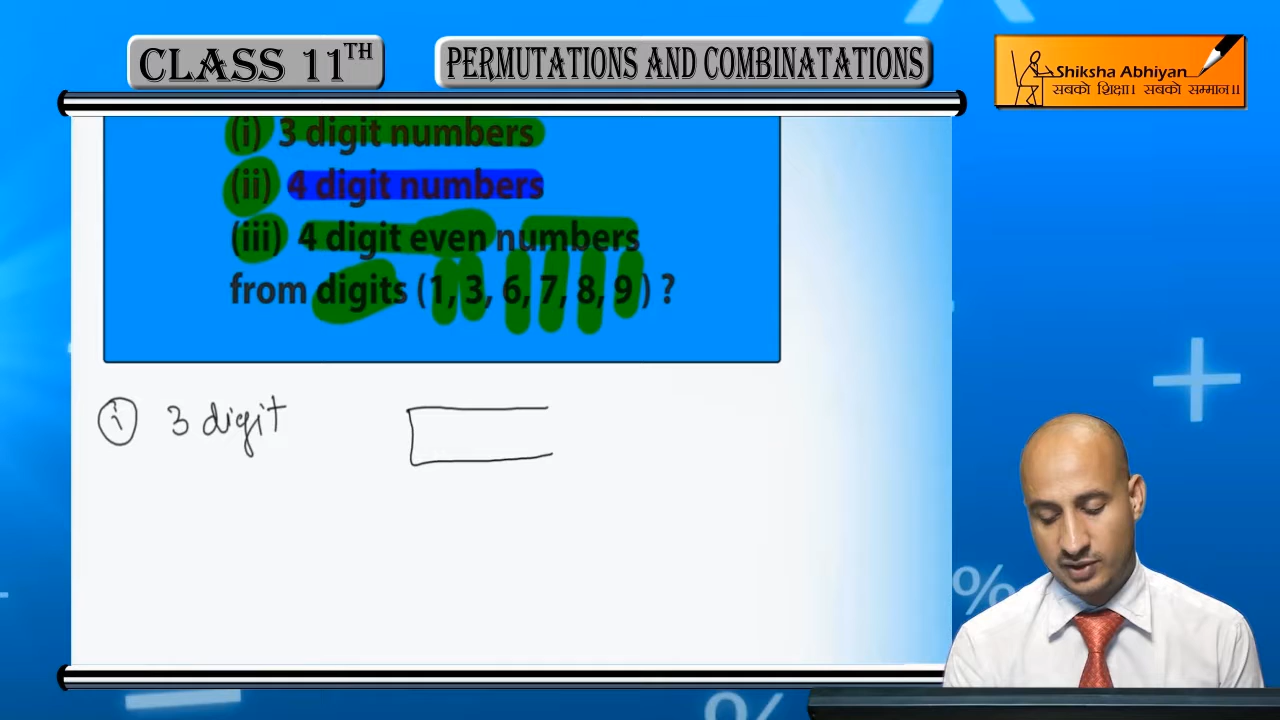 CLASS 11TH
PERMUTATIONS AND COMBINATATIONS
Shiksha Abhiyan
सबको शिक्षा। सबको सम्मान।।
(i) 3 digit numbers
(ii) 4 digit numbers
(iii) 4 digit even numbers
from digits (1, 3, 6, 7, 8, 9 ) ?
(i) 3 digit
%
%